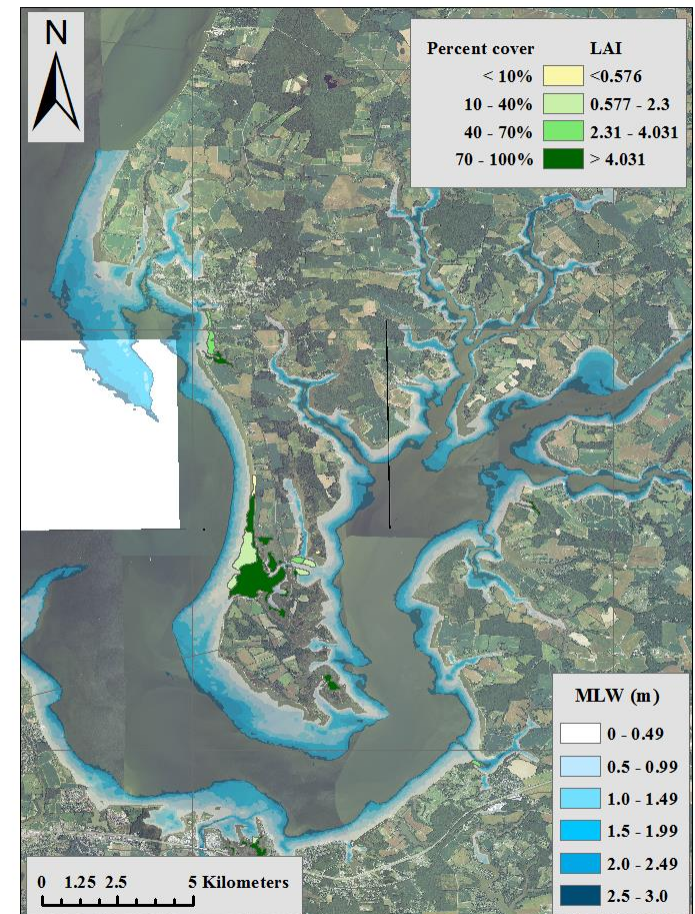 N
Percent cover LAI
< 10% <0.576
10 - 40% 0.577 - 2.3
40 - 70% 2.31 - 4.031
70 - 100% > 4.031
MLW (m)
0 - 0.49
0.5 - 0.99
1.0 - 1.49
1.5 - 1.99
2.0 - 2.49
2.5 - 3.0
0 1.25 2.5 5 Kilometers